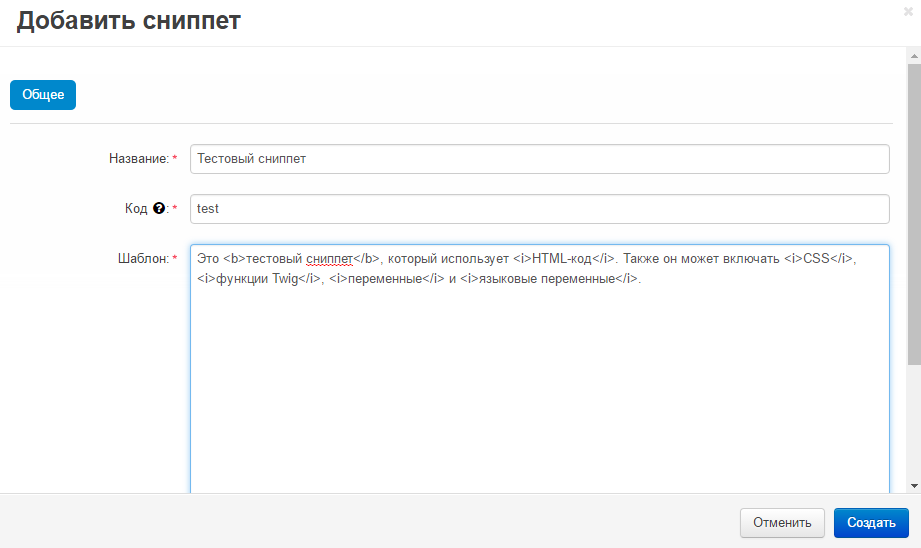 Добавить сниппет
Общее
Название: *
Тестовый сниппет
Код ?: *
test
Шаблон: *
Это <b>тестовый сниппет</b>, который использует <i>HTML-код</i>. Также он может включать <i>CSS</i>,
<i>функции Twig</i>, <i>переменные</i> и <i>языковые переменные</i>.
Отменить
Создать